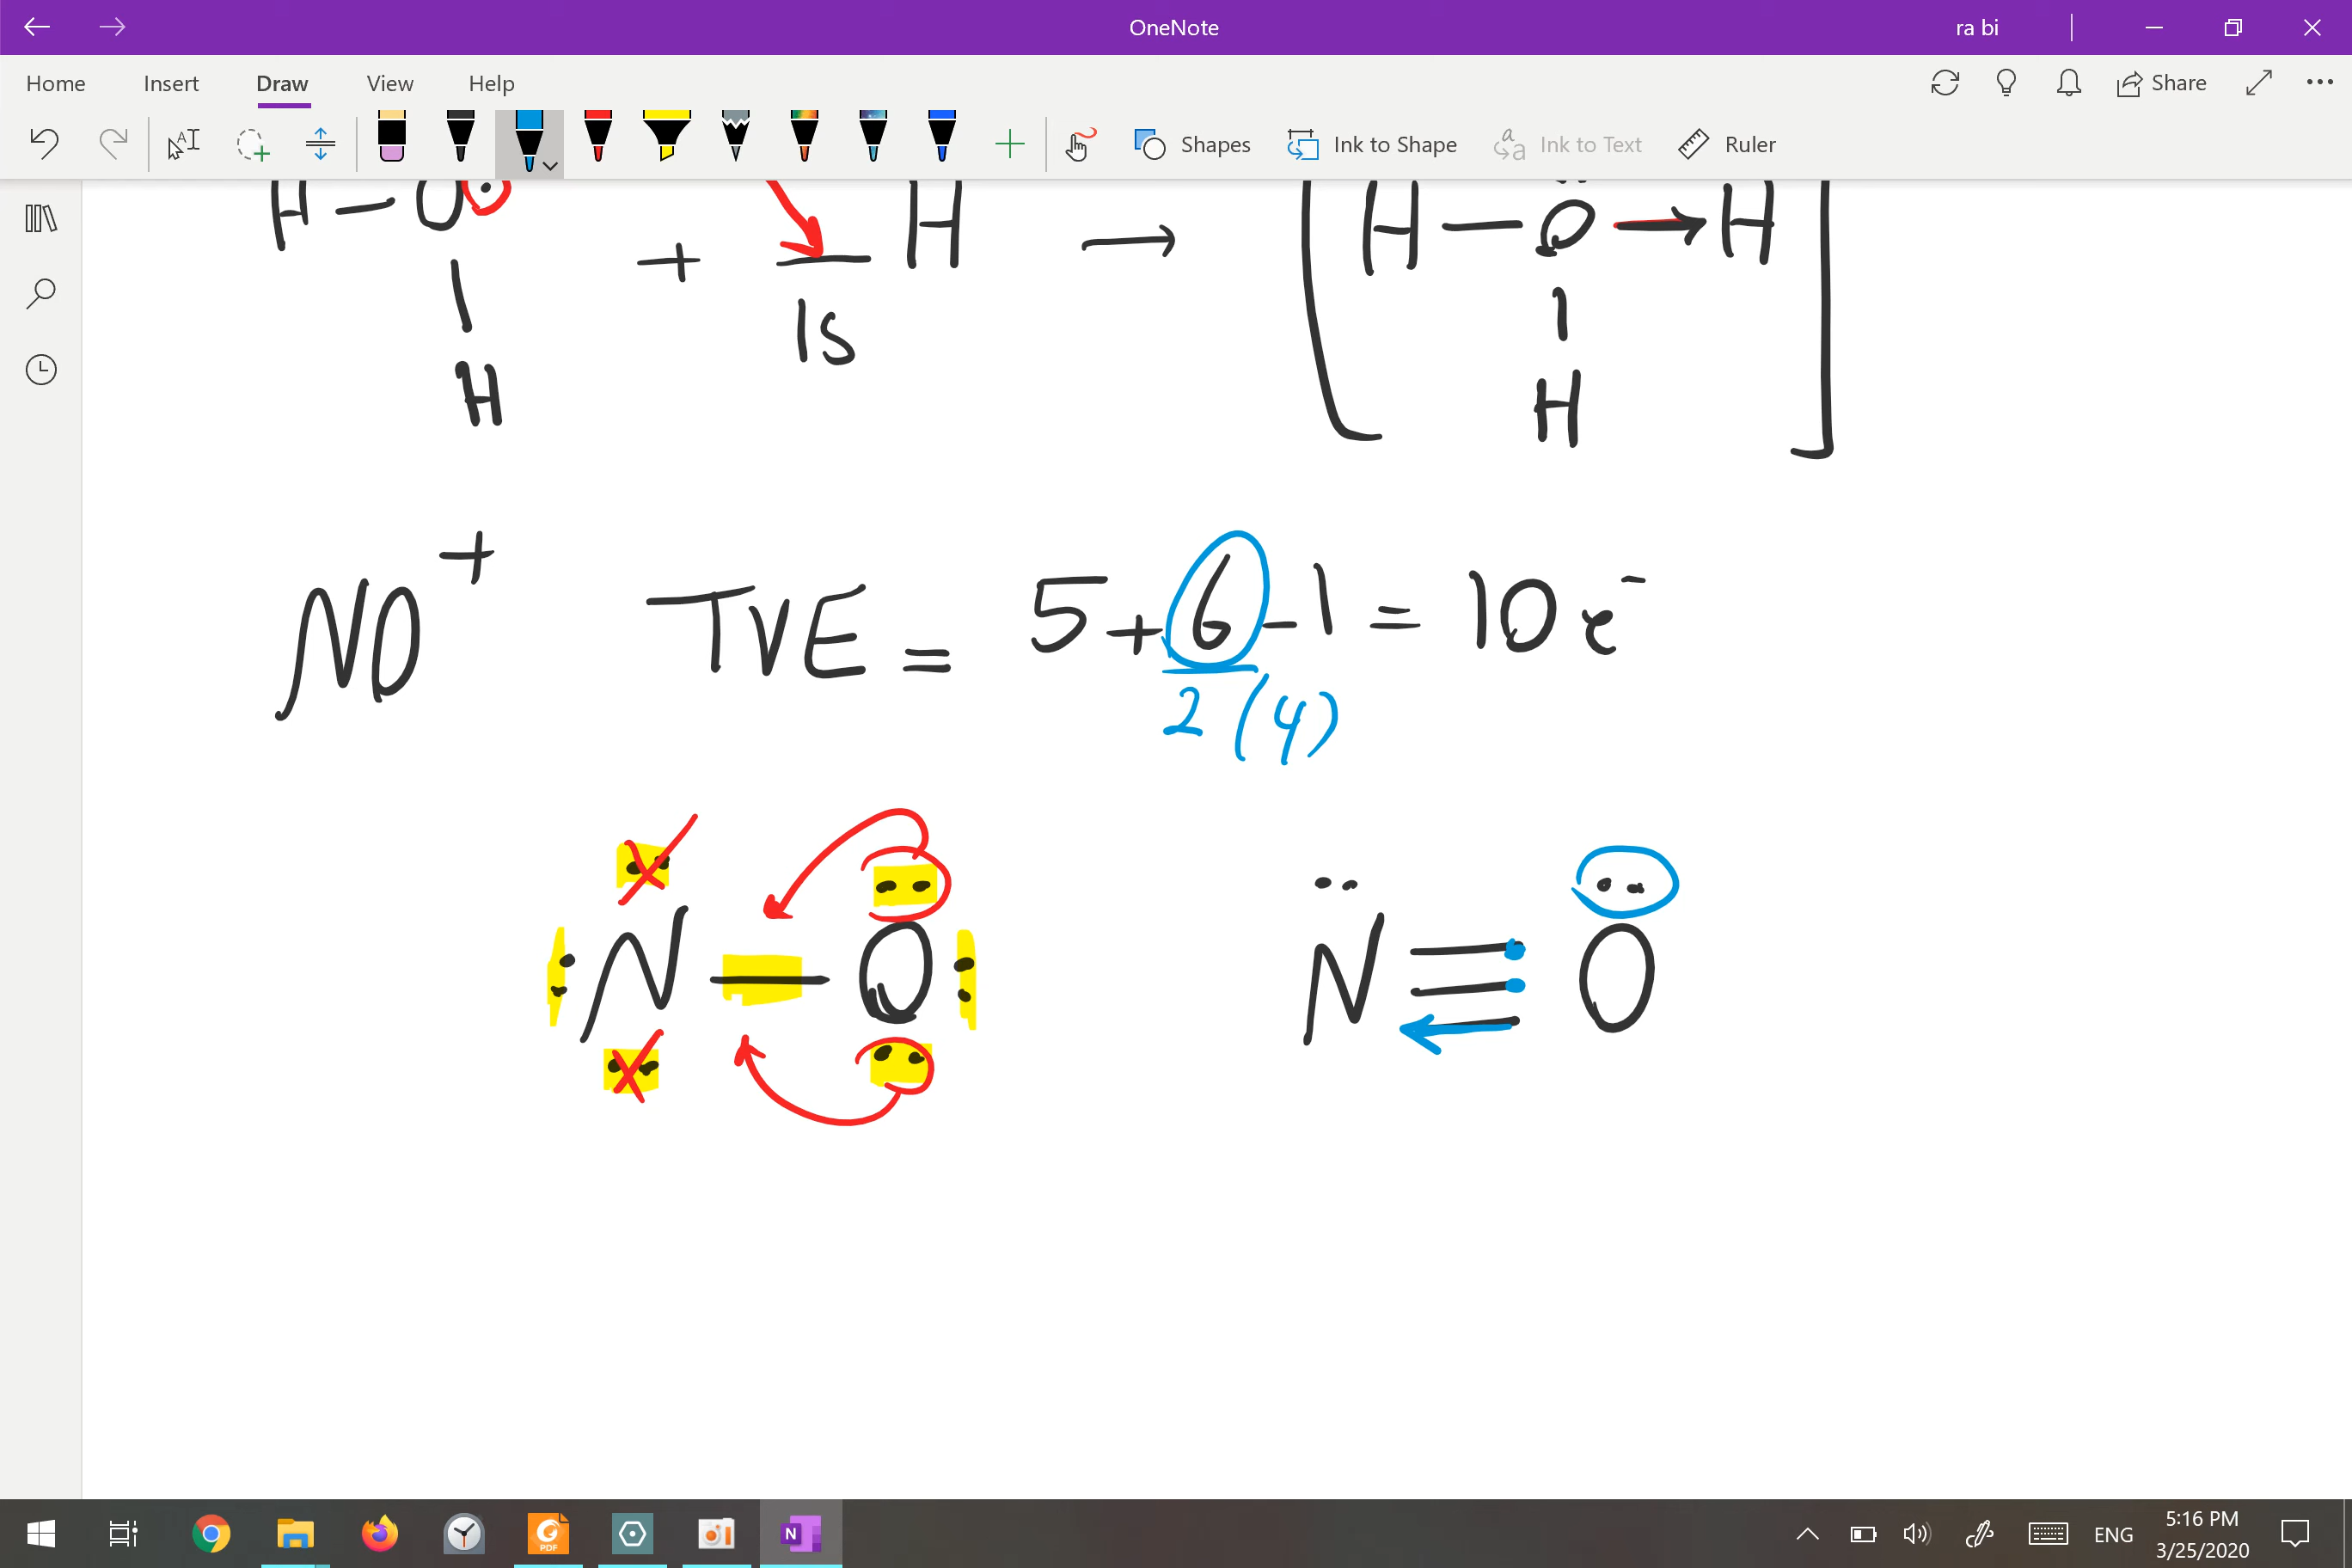 OneNote
ra bi
Home Insert Draw View Help
Share
Shapes Ink to Shape Ink to Text Ruler
H — O + H → [ H — O → H ]
1s
H
H
NO⁺ TVE = 5 + 6 - 1 = 10 e⁻
2 (4)
N — O
N ≡ O
PDF
N
ENG
5:16 PM
3/25/2020